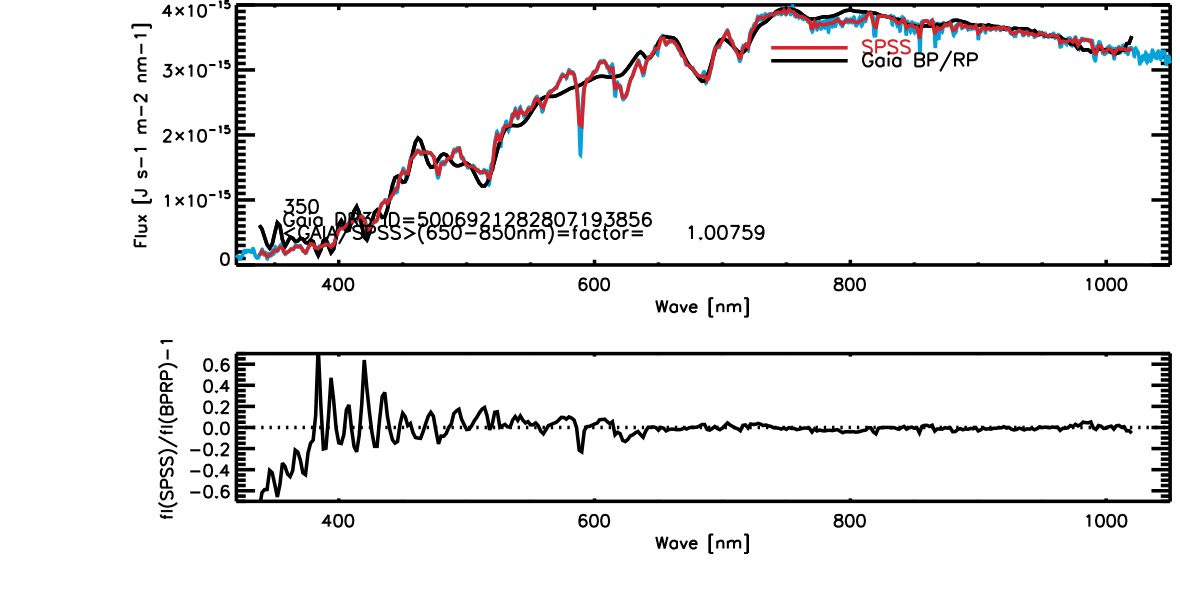 4×10−15
3×10−15
2×10−15
1×10−15
0
Flux [J s−1 m−2 nm−1]
SPSS
Gaia BP/RP
350
Gaia DR3 ID=5006921282807193856
<GAIA/SPSS>(650−850nm)=factor= 1.00759
400 600 800 1000
Wave [nm]
fl(SPSS)/fl(BPRP)−1
0.6
0.4
0.2
0.0
−0.2
−0.4
−0.6
400 600 800 1000
Wave [nm]